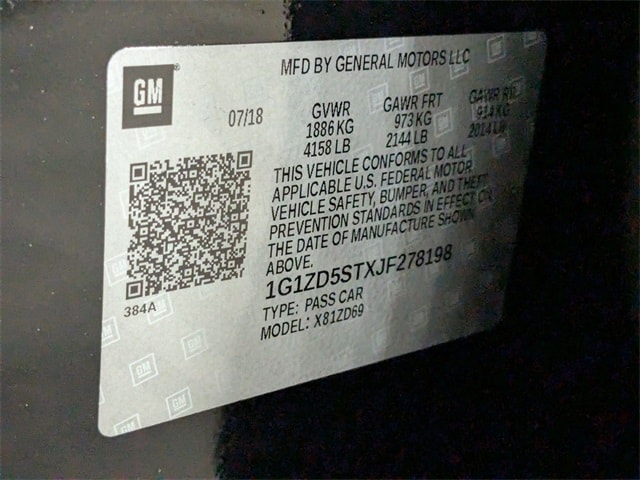 MFD BY GENERAL MOTORS LLC
GM
07/18
GVWR GAWR FRT GAWR RR
1886 KG 973 KG 914 KG
4158 LB 2144 LB 2014 LB
THIS VEHICLE CONFORMS TO ALL
APPLICABLE U.S. FEDERAL MOTOR
VEHICLE SAFETY, BUMPER, AND THEFT
PREVENTION STANDARDS IN EFFECT ON
THE DATE OF MANUFACTURE SHOWN
ABOVE.
1G1ZD5STXJF278198
TYPE: PASS CAR
MODEL: X81ZD69
384A